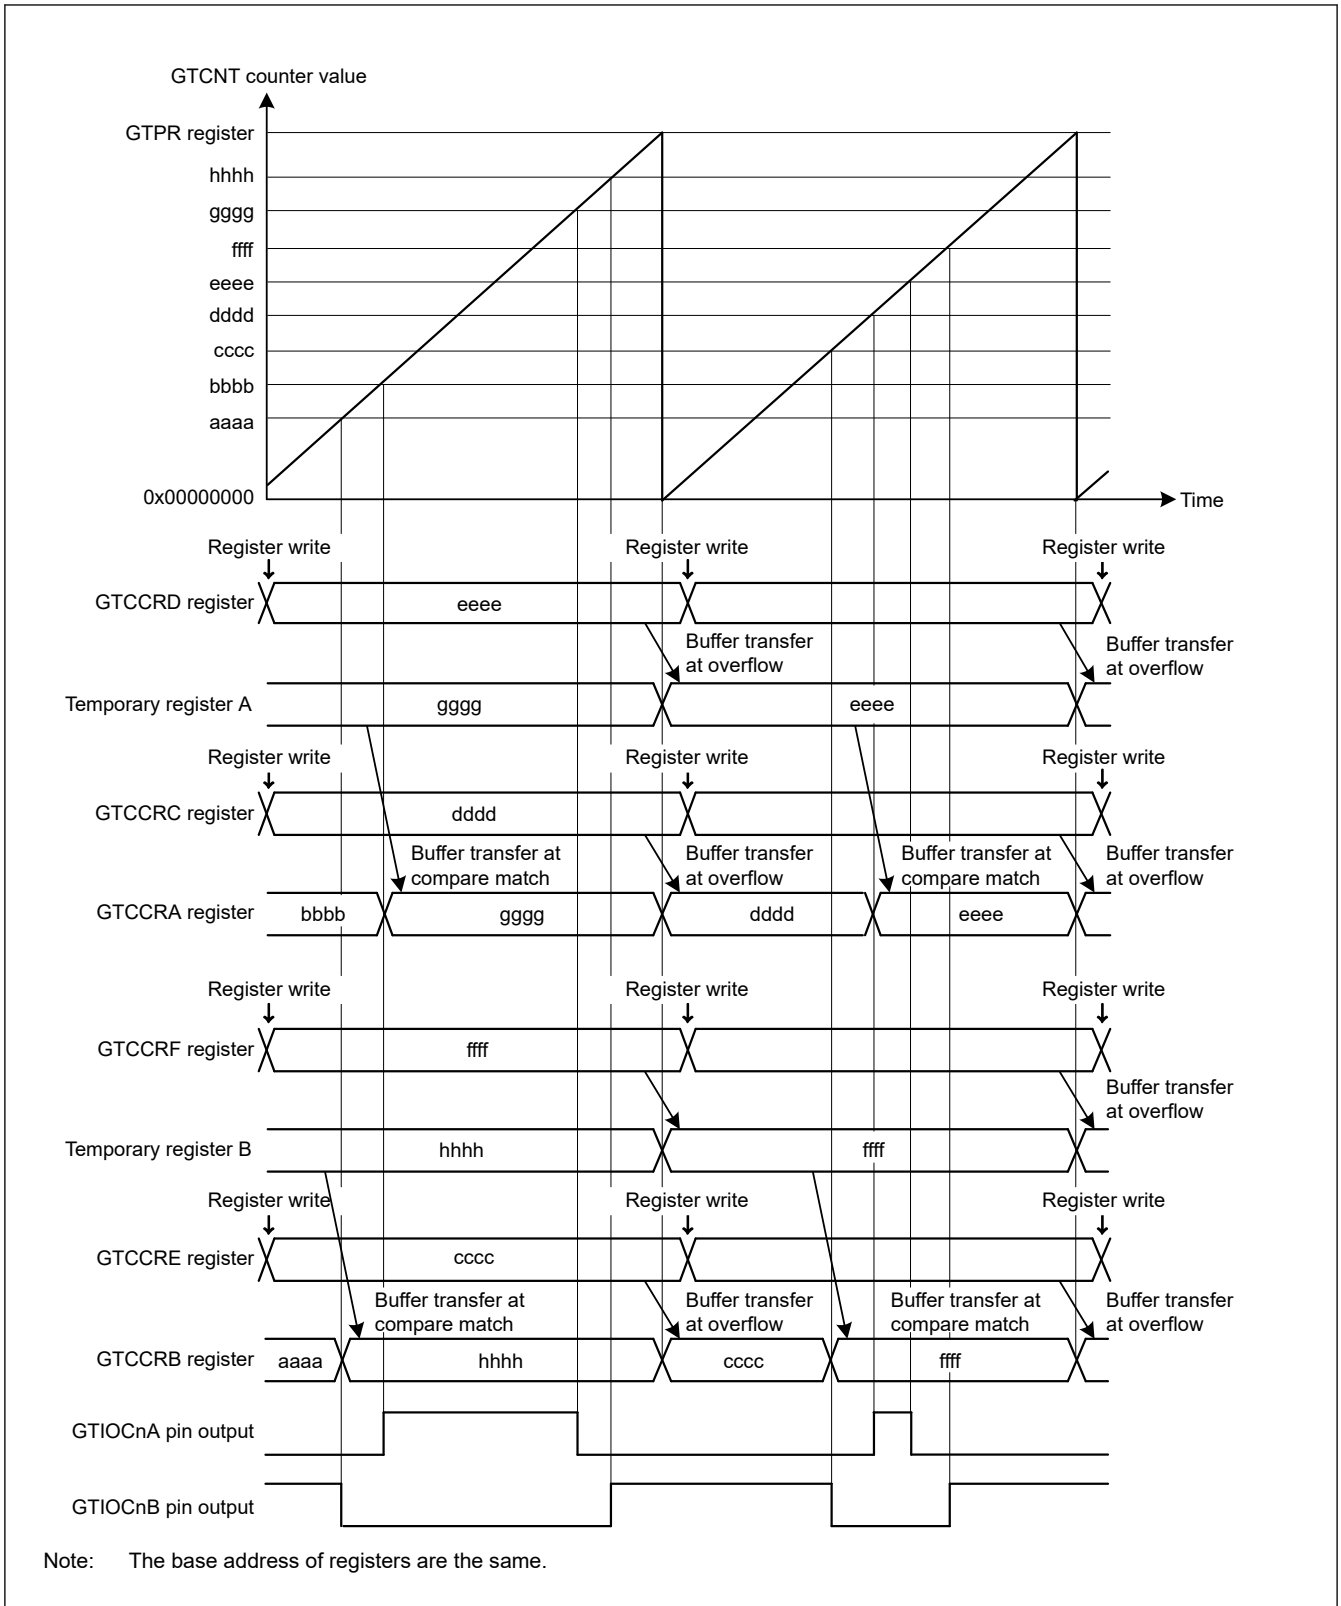 GTCNT counter value
GTPR register
hhhh
gggg
ffff
eeee
dddd
cccc
bbbb
aaaa
0x00000000
Time
Register write
Register write
Register write
GTCCRD register
eeee
Buffer transfer
at overflow
Buffer transfer
at overflow
Temporary register A
gggg
eeee
Register write
Register write
Register write
GTCCRC register
dddd
Buffer transfer at
compare match
Buffer transfer
at overflow
Buffer transfer at
compare match
Buffer transfer
at overflow
GTCCRA register
bbbb
gggg
dddd
eeee
Register write
Register write
Register write
GTCCRF register
ffff
Buffer transfer
at overflow
Temporary register B
hhhh
ffff
Register write
Register write
Register write
GTCCRE register
cccc
Buffer transfer at
compare match
Buffer transfer
at overflow
Buffer transfer at
compare match
Buffer transfer
at overflow
GTCCRB register
aaaa
hhhh
cccc
ffff
GTIOCnA pin output
GTIOCnB pin output
Note: The base address of registers are the same.